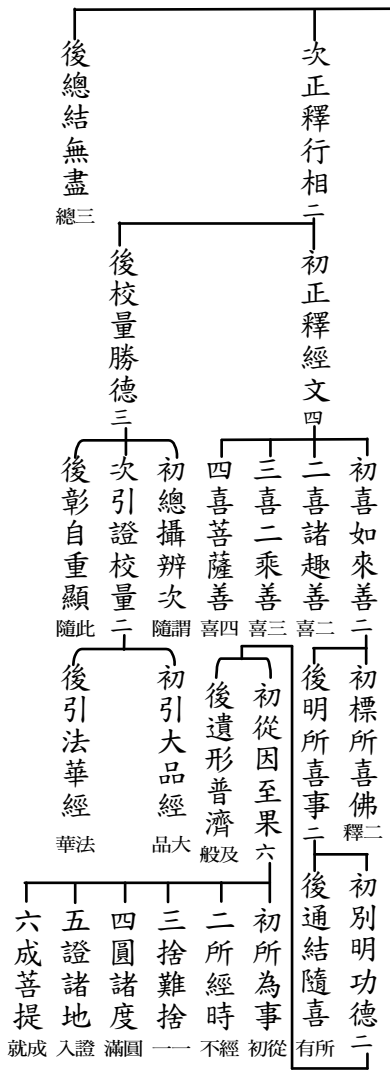 次正釋行相二
後總結無盡三總
初正釋經文四
後校量勝德三
初喜如來善二
二喜諸趣善二喜
三喜二乘善三喜
四喜菩薩善四喜
初總攝辨次謂隨
次引證校量二
後彰自重顯此隨
初標所喜佛二釋
後明所喜事二
初從因至果六
後遺形普濟及般
初引大品經大品
後引法華經法華
初別明功德二
後通結隨喜所有
初所為事從初
二所經時經不
三捨難捨一一
四圓諸度圓滿
五證諸地證入
六成菩提成就